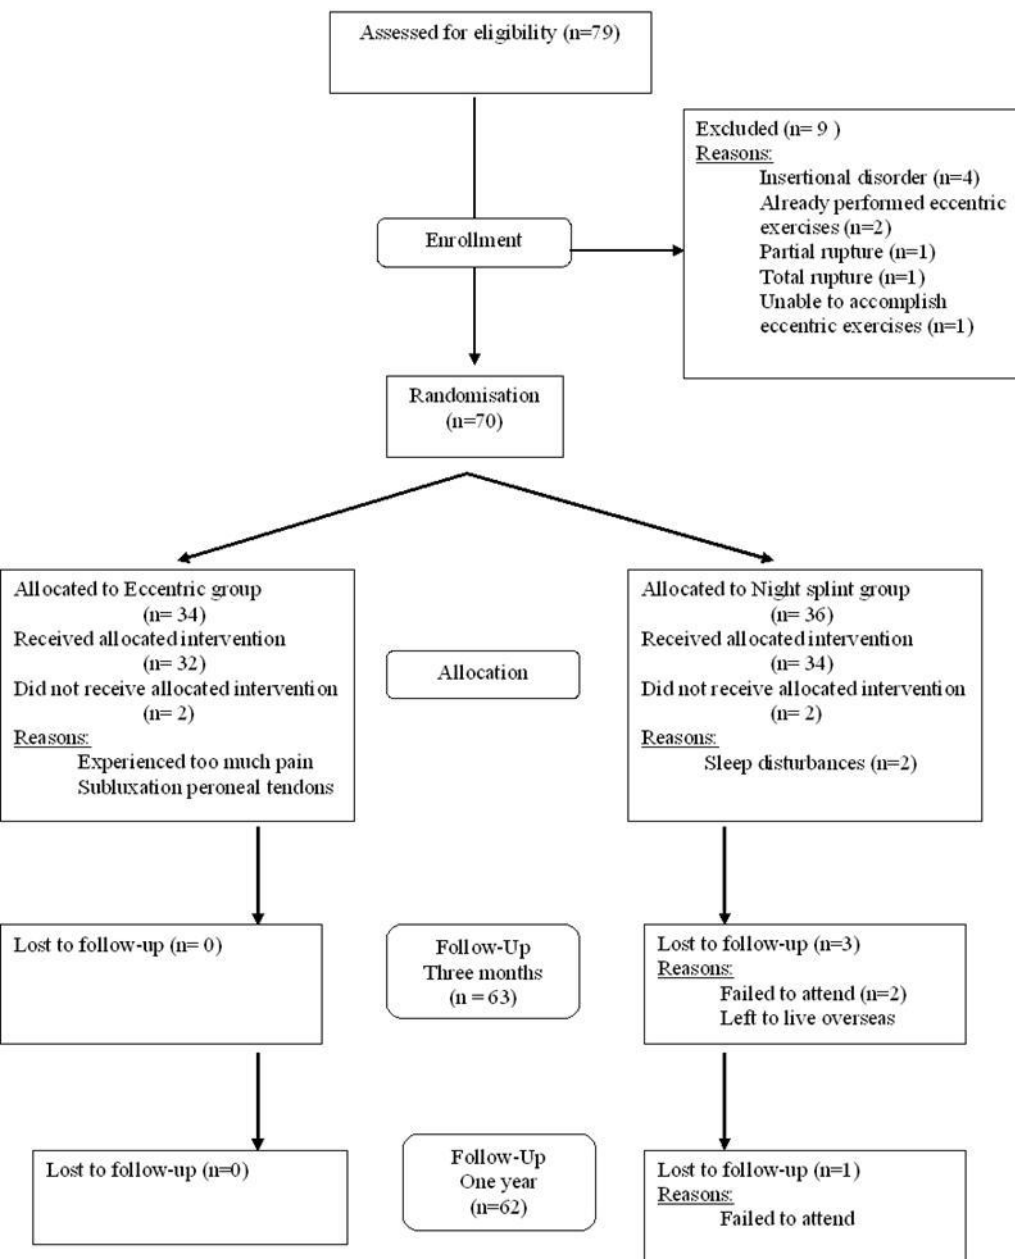 Assessed for eligibility (n=79)
Excluded (n= 9 )
Reasons:
Insertional disorder (n=4)
Already performed eccentric
exercises (n=2)
Partial rupture (n=1)
Total rupture (n=1)
Unable to accomplish
eccentric exercises (n=1)
Enrollment
Randomisation
(n=70)
Allocated to Eccentric group
(n= 34)
Received allocated intervention
(n= 32)
Did not receive allocated intervention
(n= 2)
Reasons:
Experienced too much pain
Subluxation peroneal tendons
Allocation
Allocated to Night splint group
(n= 36)
Received allocated intervention
(n= 34)
Did not receive allocated intervention
(n= 2)
Reasons:
Sleep disturbances (n=2)
Lost to follow-up (n= 0)
Follow-Up
Three months
(n = 63)
Lost to follow-up (n=3)
Reasons:
Failed to attend (n=2)
Left to live overseas
Lost to follow-up (n=0)
Follow-Up
One year
(n=62)
Lost to follow-up (n=1)
Reasons:
Failed to attend